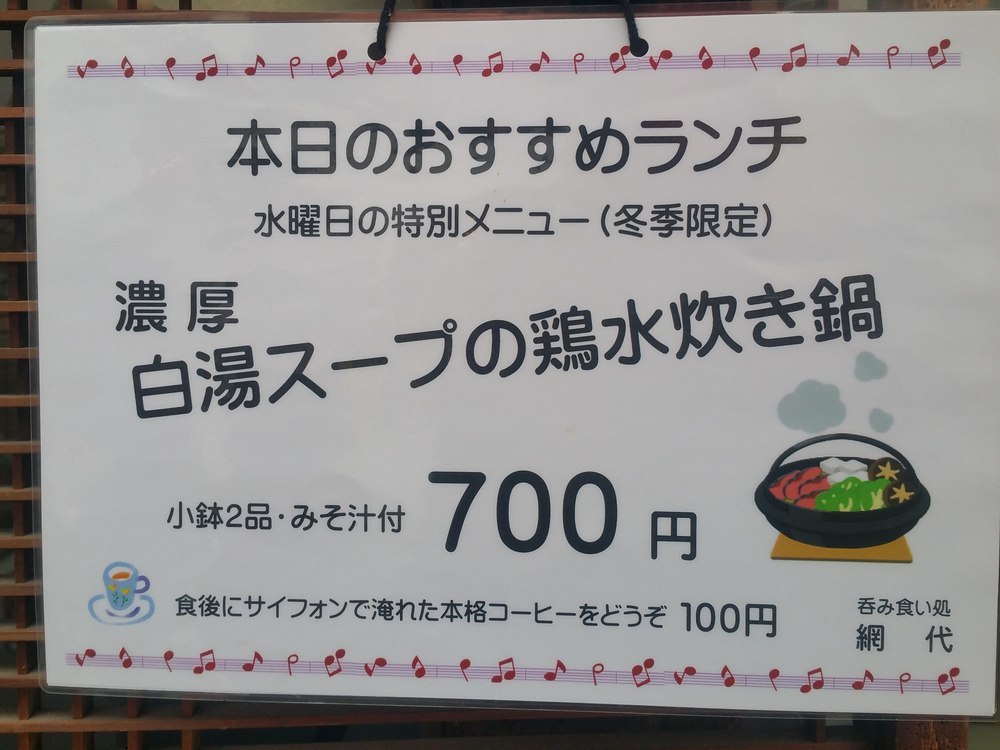 本日のおすすめランチ
水曜日の特別メニュー(冬季限定)
濃厚
白湯スープの鶏水炊き鍋
小鉢2品・みそ汁付 700円
食後にサイフォンで淹れた本格コーヒーをどうぞ 100円
呑み食い処
網代